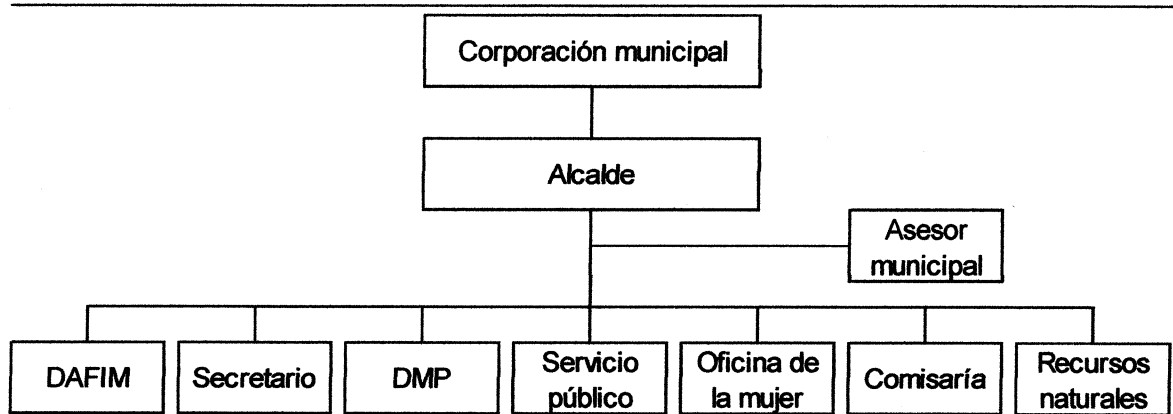 Corporación municipal
Alcalde
Asesor
municipal
DAFIM
Secretario
DMP
Servicio
público
Oficina de
la mujer
Comisaría
Recursos
naturales